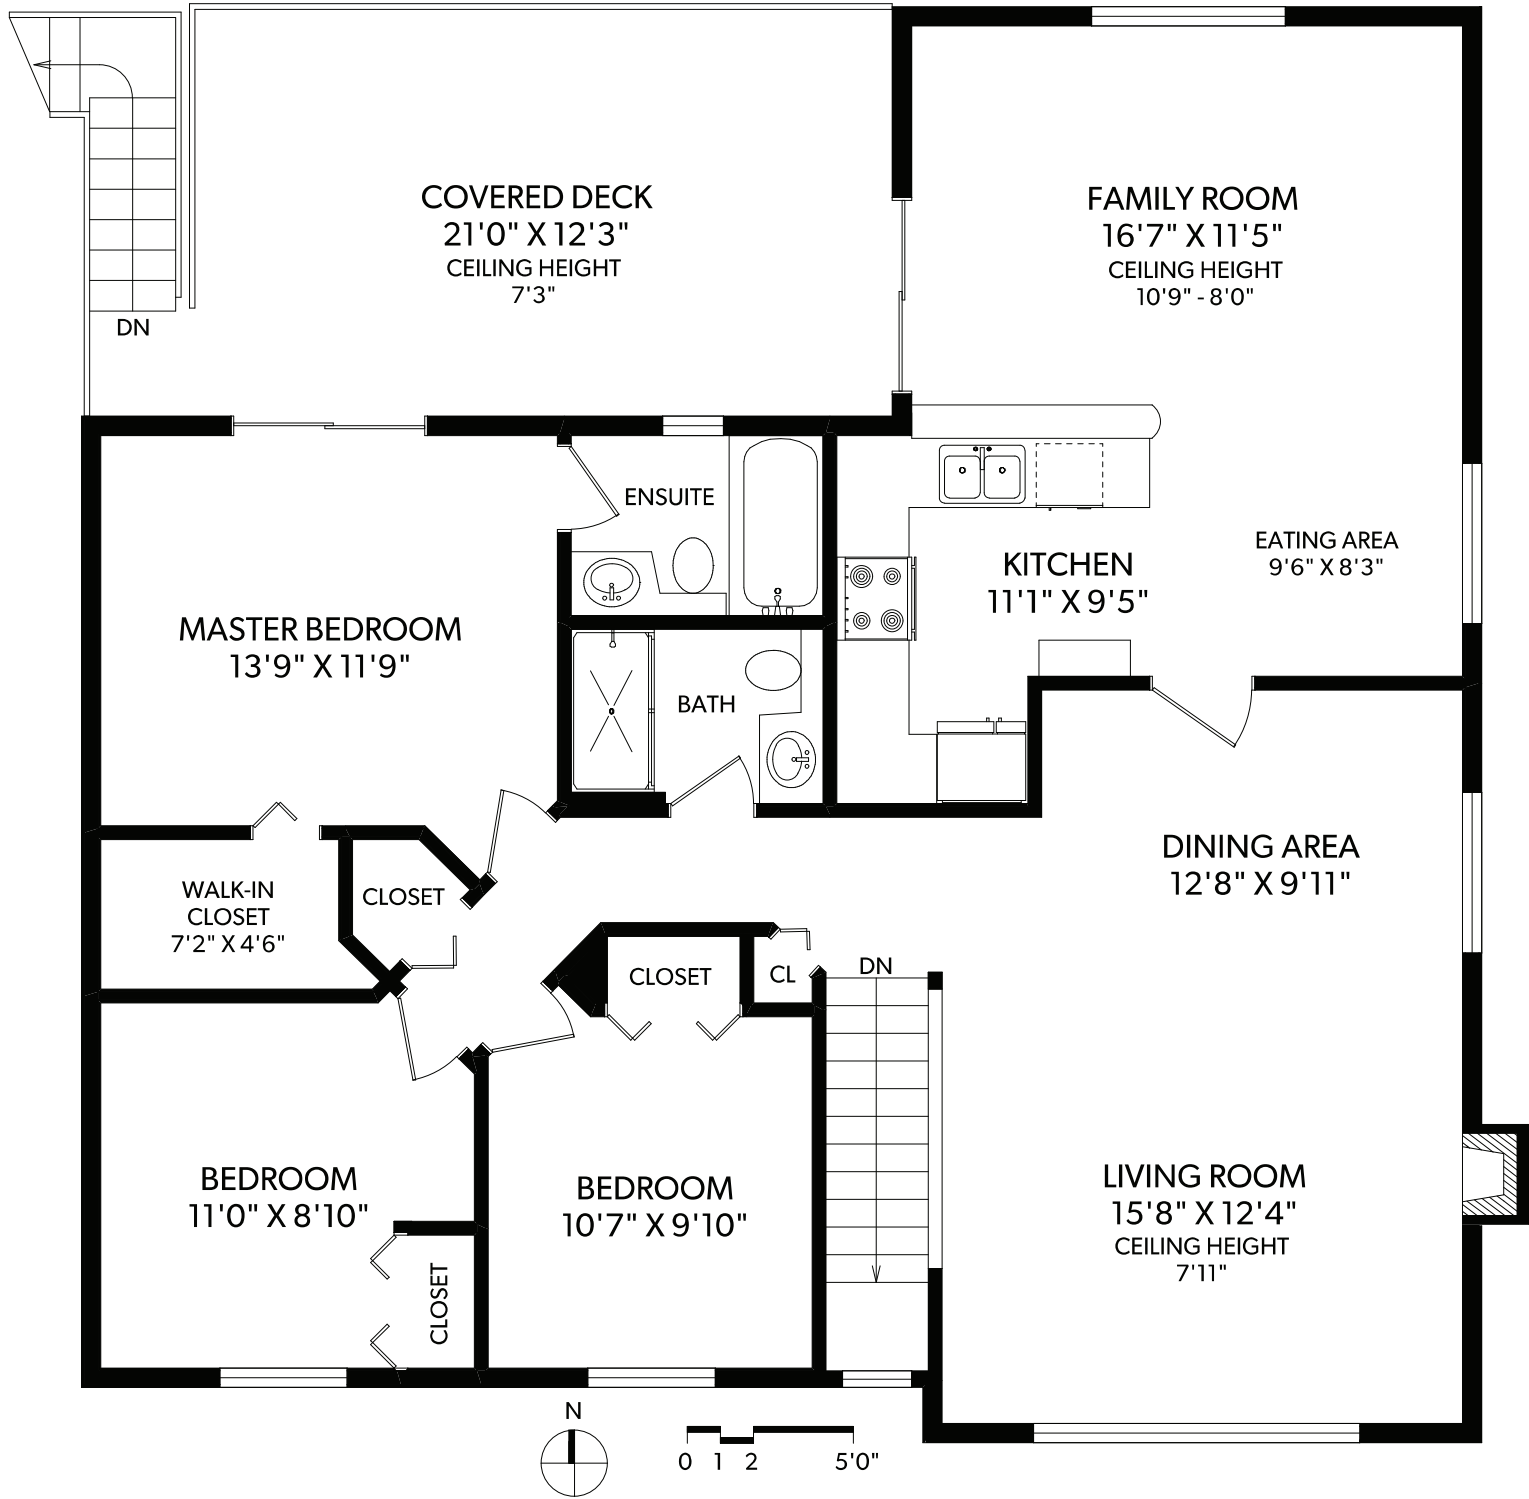 COVERED DECK
21'0" X 12'3"
CEILING HEIGHT
7'3"
FAMILY ROOM
16'7" X 11'5"
CEILING HEIGHT
10'9" - 8'0"
DN
ENSUITE
EATING AREA
9'6" X 8'3"
KITCHEN
11'1" X 9'5"
MASTER BEDROOM
13'9" X 11'9"
BATH
DINING AREA
12'8" X 9'11"
WALK-IN
CLOSET
7'2" X 4'6"
CLOSET
CLOSET
CL
DN
BEDROOM
11'0" X 8'10"
BEDROOM
10'7" X 9'10"
LIVING ROOM
15'8" X 12'4"
CEILING HEIGHT
7'11"
CLOSET
N
0 1 2 5'0"